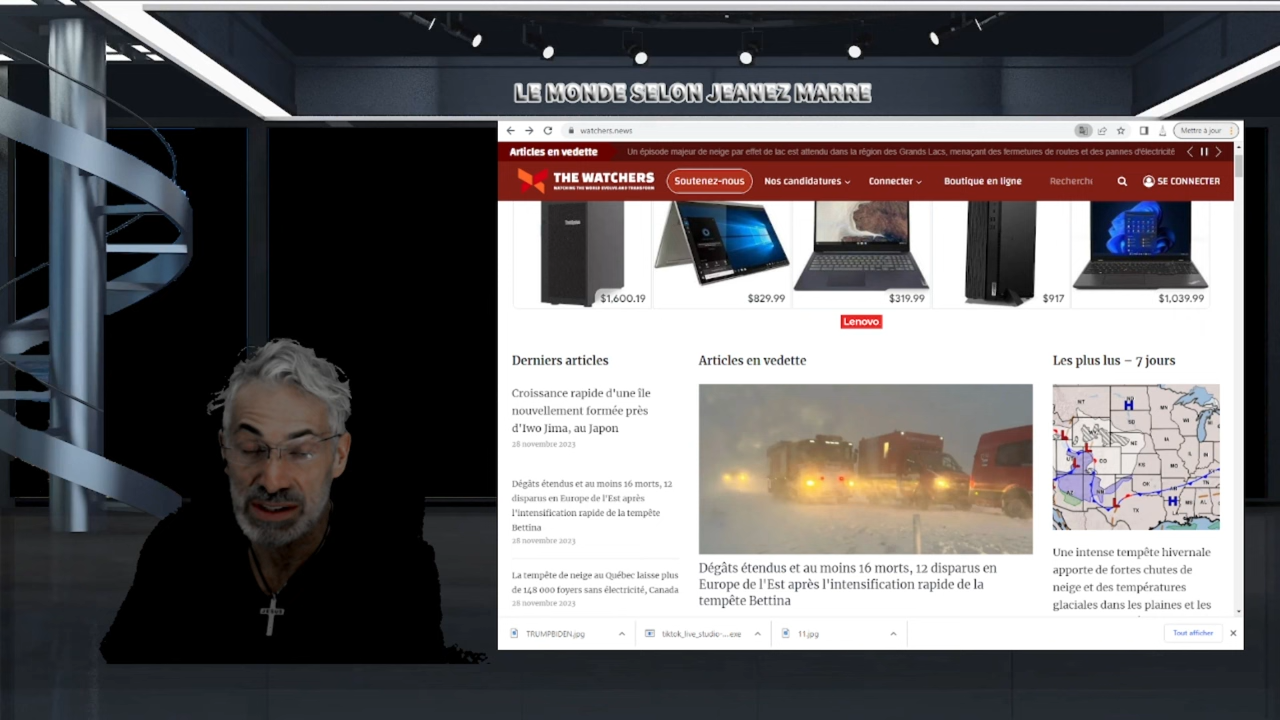 LE MONDE SELON JEANEZ MARRE
watchers.news
Mettre à jour
Articles en vedette
Un épisode majeur de neige par effet de lac est attendu dans la région des Grands Lacs, menaçant des fermetures de routes et des pannes d'électricité
THE WATCHERS
WATCHING THE WORLD EVOLVE AND TRANSFORM
Soutenez-nous
Nos candidatures
Connecter
Boutique en ligne
Recherche
SE CONNECTER
$1,600.19
$829.99
$319.99
$917
$1,039.99
Lenovo
Derniers articles
Croissance rapide d'une île
nouvellement formée près
d'Iwo Jima, au Japon
28 novembre 2023
Dégâts étendus et au moins 16 morts, 12
disparus en Europe de l'Est après
l'intensification rapide de la tempête
Bettina
28 novembre 2023
La tempête de neige au Québec laisse plus
de 148 000 foyers sans électricité, Canada
28 novembre 2023
Articles en vedette
Dégâts étendus et au moins 16 morts, 12 disparus en
Europe de l'Est après l'intensification rapide de la
tempête Bettina
Les plus lus – 7 jours
Une intense tempête hivernale
apporte de fortes chutes de
neige et des températures
glaciales dans les plaines et les
JESUS
TRUMPBIDEN.jpg
tiktok_live_studio-....exe
11.jpg
Tout afficher